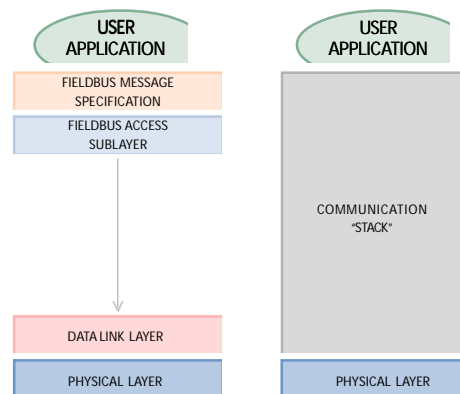 USER
APPLICATION
FIELDBUS MESSAGE
SPECIFICATION
FIELDBUS ACCESS
SUBLAYER
DATA LINK LAYER
PHYSICAL LAYER
USER
APPLICATION
COMMUNICATION
“STACK”
PHYSICAL LAYER